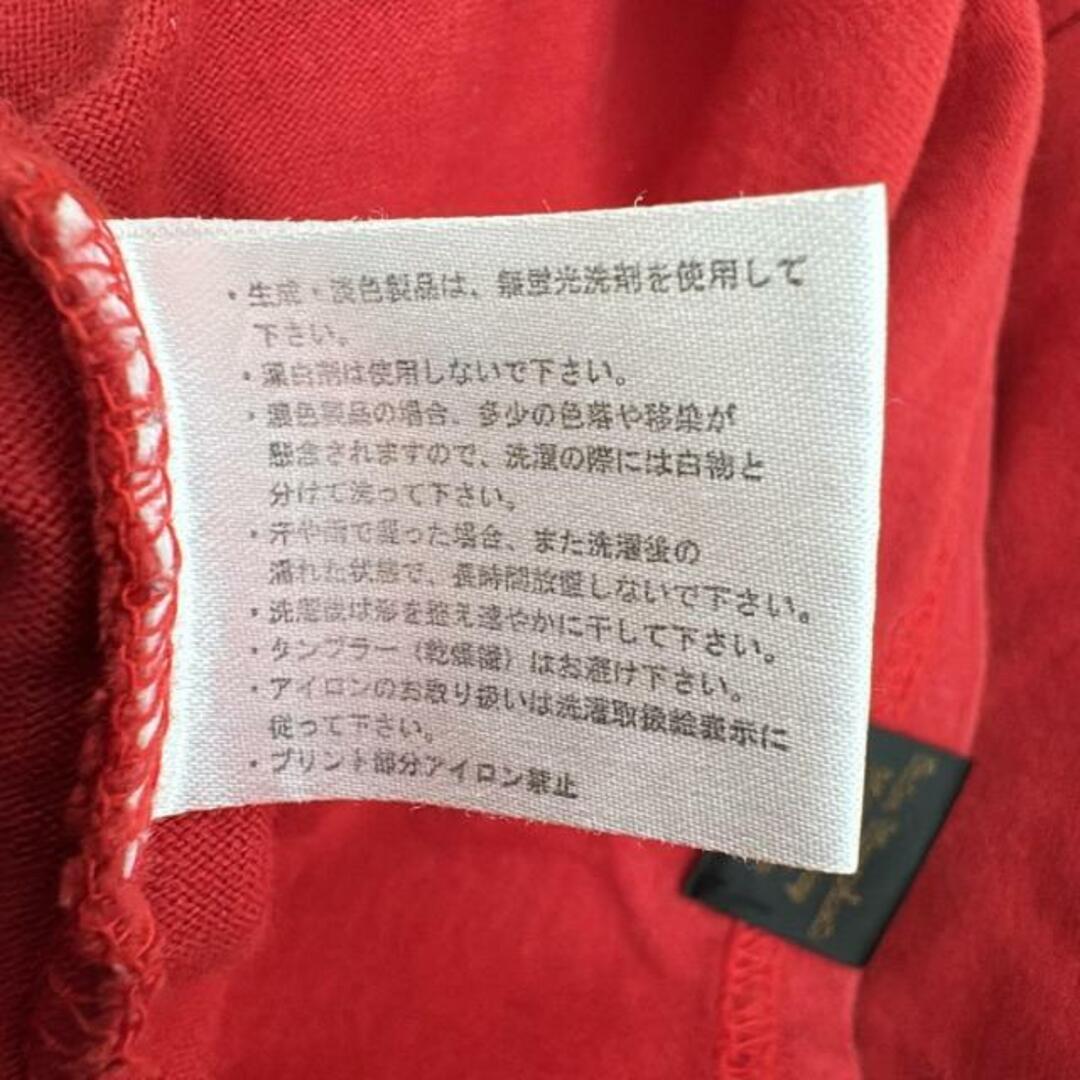 ・生成・淡色製品は、無蛍光洗剤を使用して
下さい。
・漂白剤は使用しないで下さい。
・濃色製品の場合、多少の色落や移染が
懸念されますので、洗濯の際には白物と
分けて洗って下さい。
・汗や雨で湿った場合、また洗濯後の
濡れた状態で、長時間放置しないで下さい。
・洗濯後は形を整え速やかに干して下さい。
・タンブラー（乾燥機）はお避け下さい。
・アイロンのお取り扱いは洗濯取扱絵表示に
従って下さい。
・プリント部分アイロン禁止